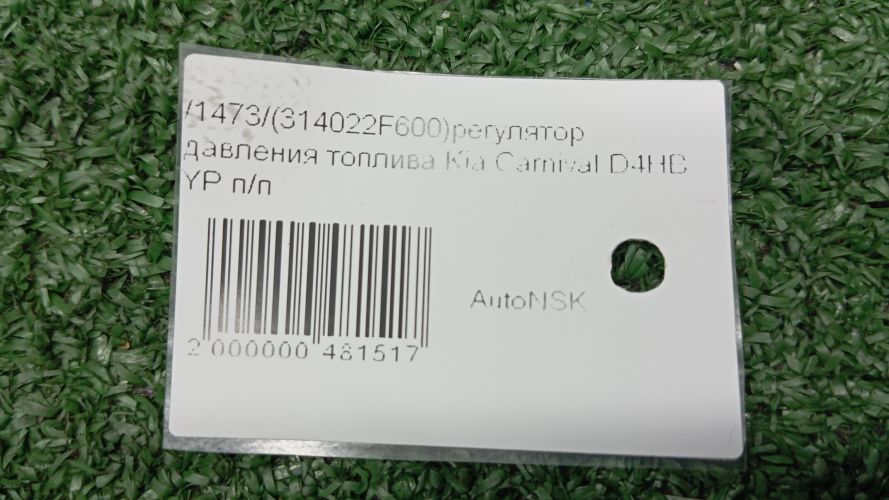 /1473/(314022F600)регулятор
давления топлива Kia Carnival D4HB
YP п/п
2 000000 481517
AutoNSK